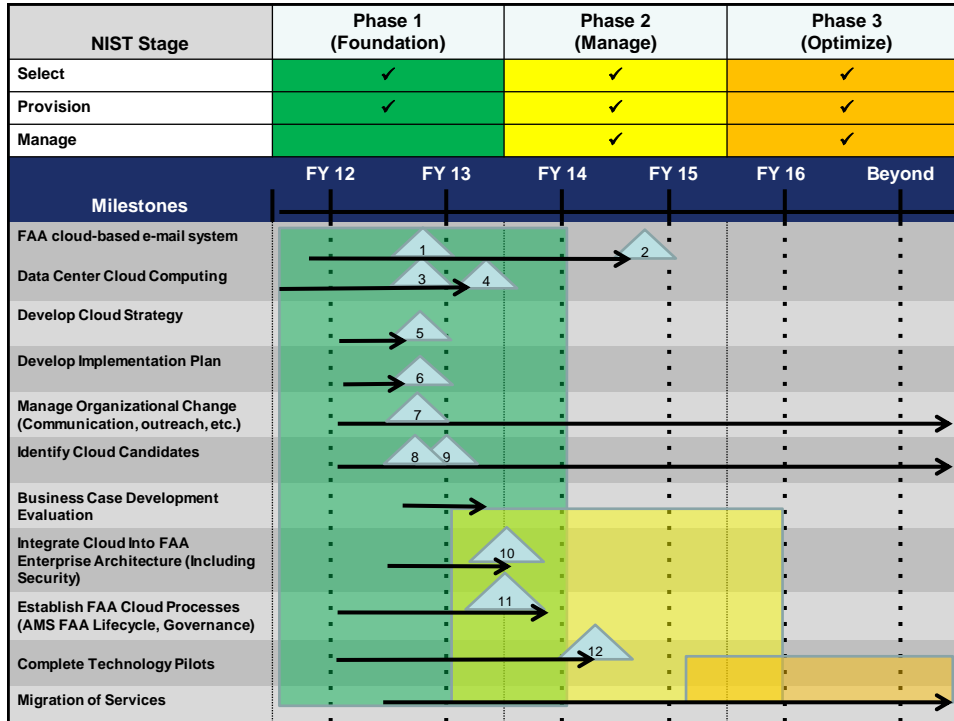 NIST Stage
Phase 1
(Foundation)
Phase 2
(Manage)
Phase 3
(Optimize)
Select ✓ ✓ ✓
Provision ✓ ✓ ✓
Manage ✓ ✓
Milestones
FY 12 FY 13 FY 14 FY 15 FY 16 Beyond
FAA cloud-based e-mail system
1 2
Data Center Cloud Computing
3 4
Develop Cloud Strategy
5
Develop Implementation Plan
6
Manage Organizational Change
(Communication, outreach, etc.)
7
Identify Cloud Candidates
8 9
Business Case Development
Evaluation
Integrate Cloud Into FAA
Enterprise Architecture (Including
Security)
10
Establish FAA Cloud Processes
(AMS FAA Lifecycle, Governance)
11
Complete Technology Pilots
12
Migration of Services